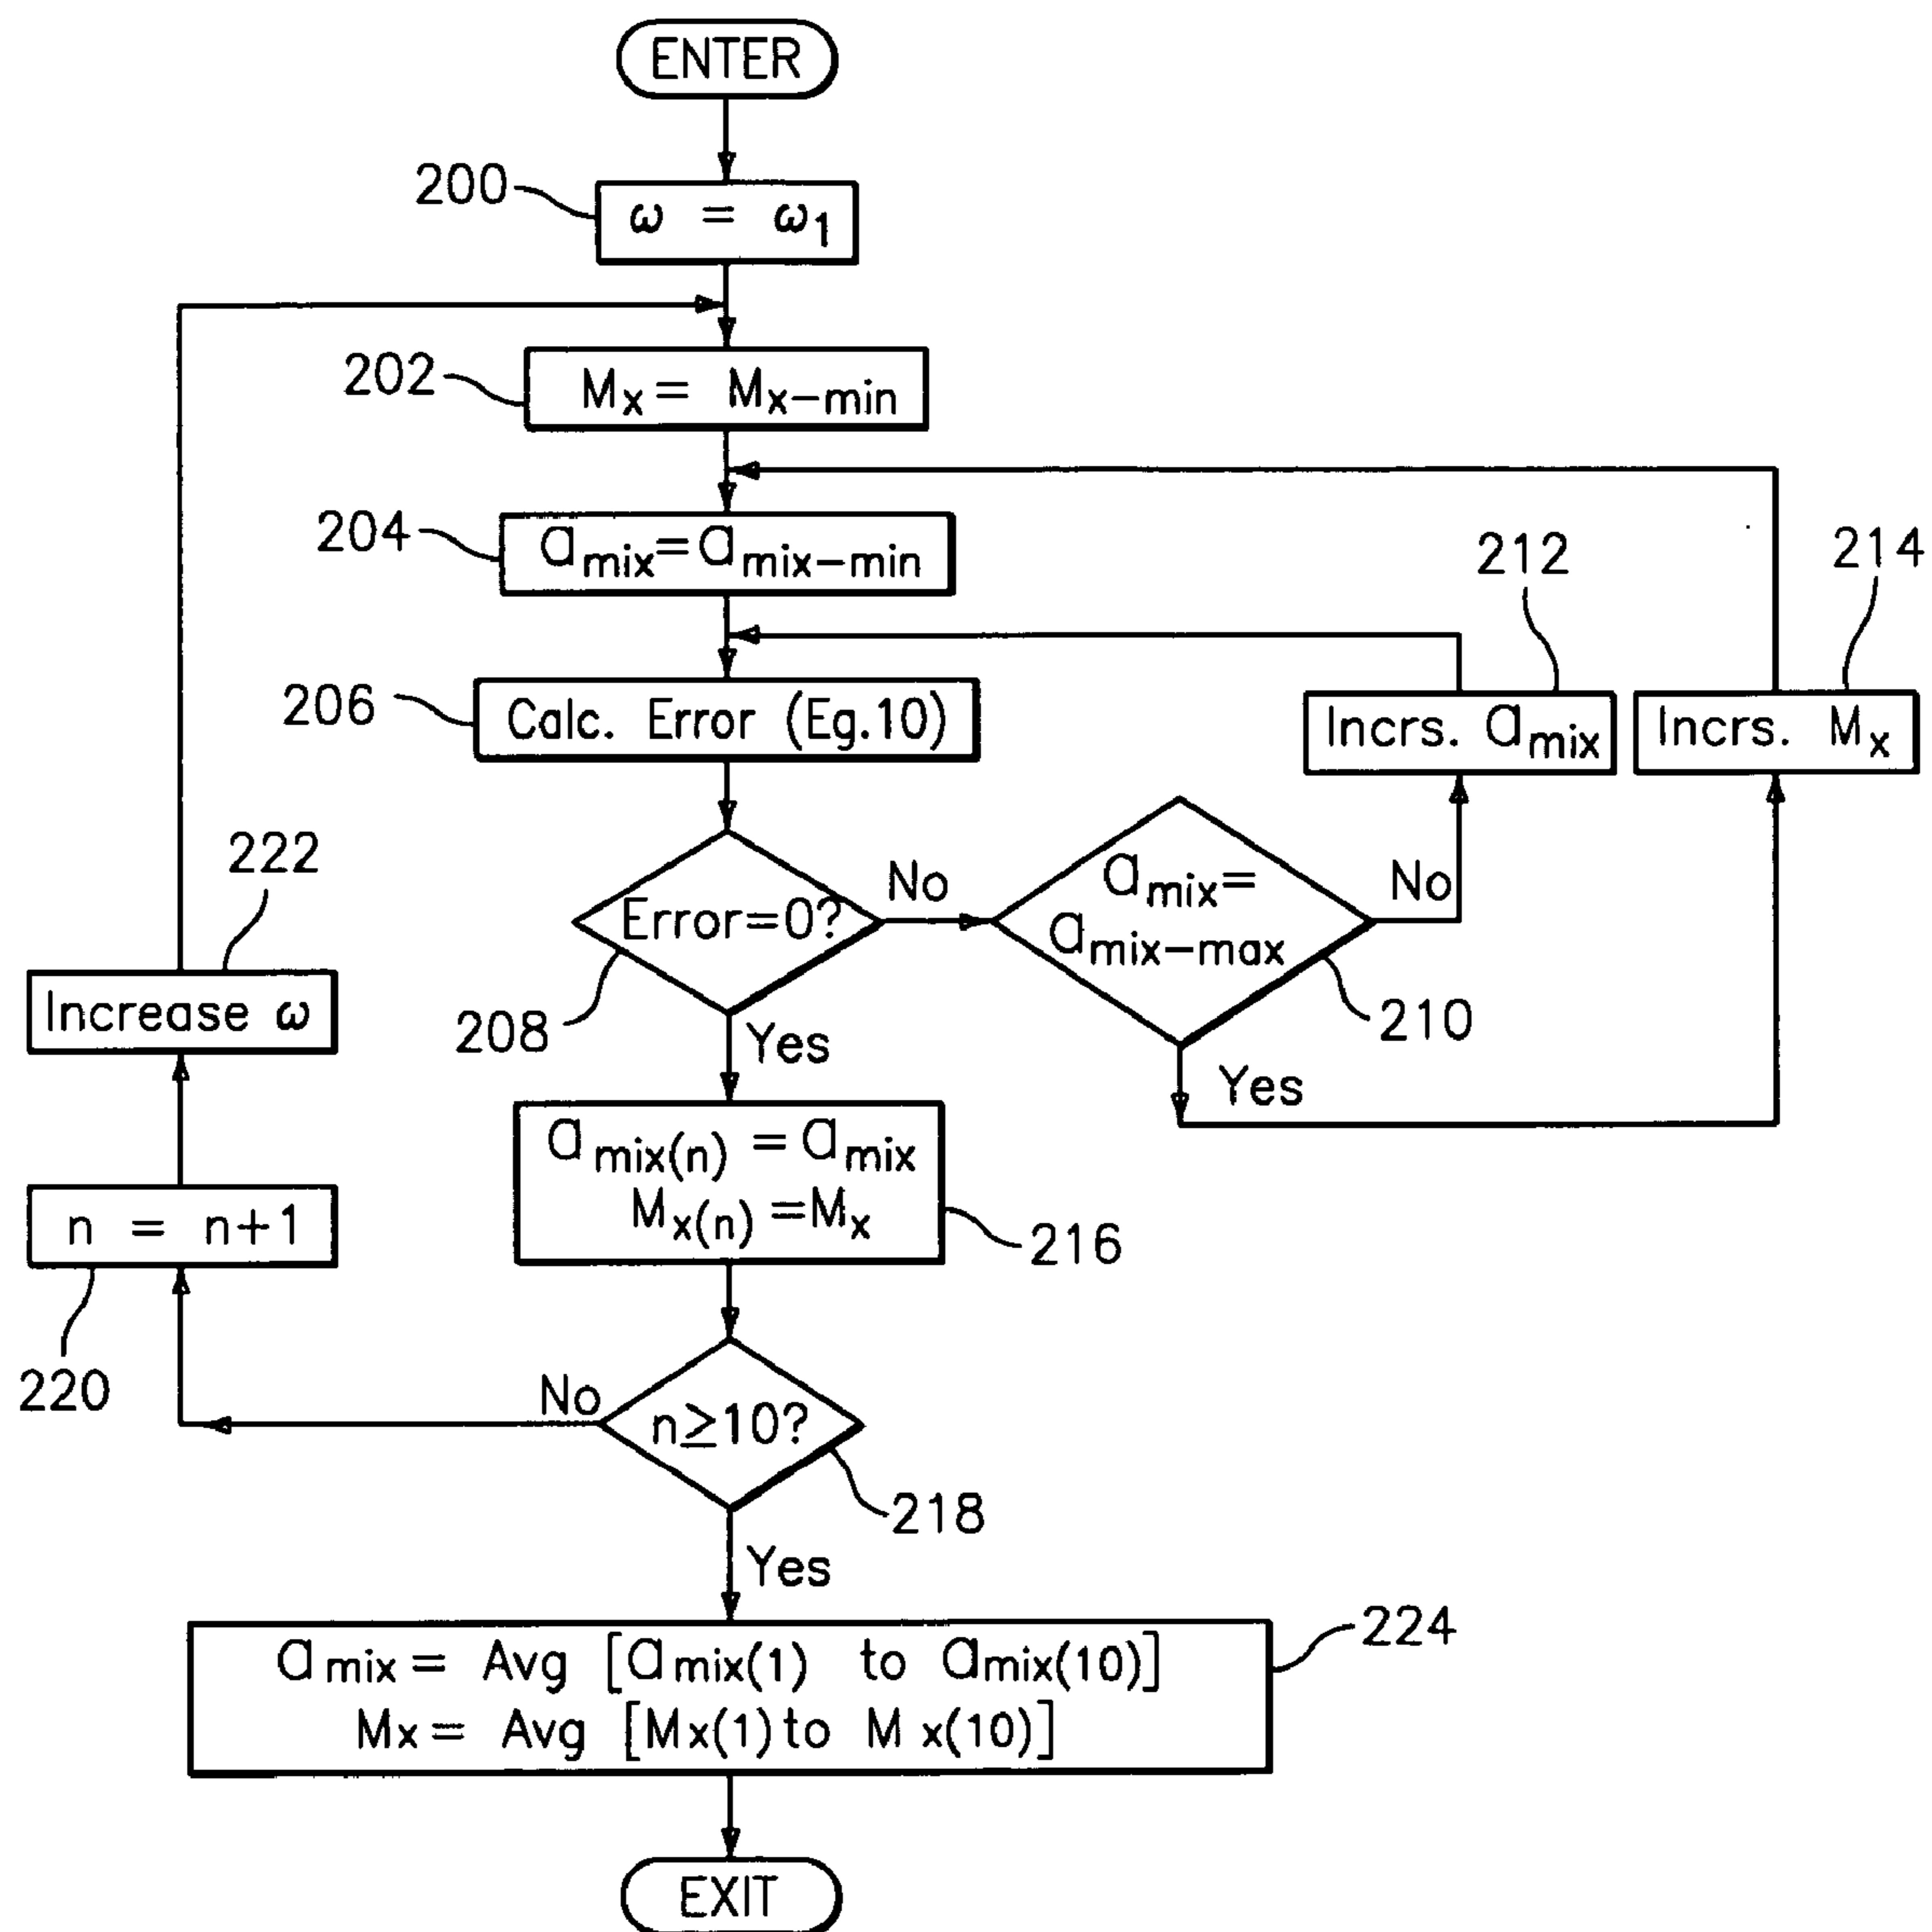 ENTER
200
ω = ω1
202
Mx = Mx-min
204
amix=amix-min
212
214
206
Calc. Error (Eg.10)
Incrs. amix
Incrs. Mx
222
Error=0?
No
amix=
amix-max
No
Increase ω
208
Yes
210
Yes
amix(n) = amix
Mx(n) =Mx
216
n = n+1
220
No
n≥10?
218
Yes
224
amix = Avg [amix(1) to amix(10)]
Mx = Avg [Mx(1) to Mx(10)]
EXIT